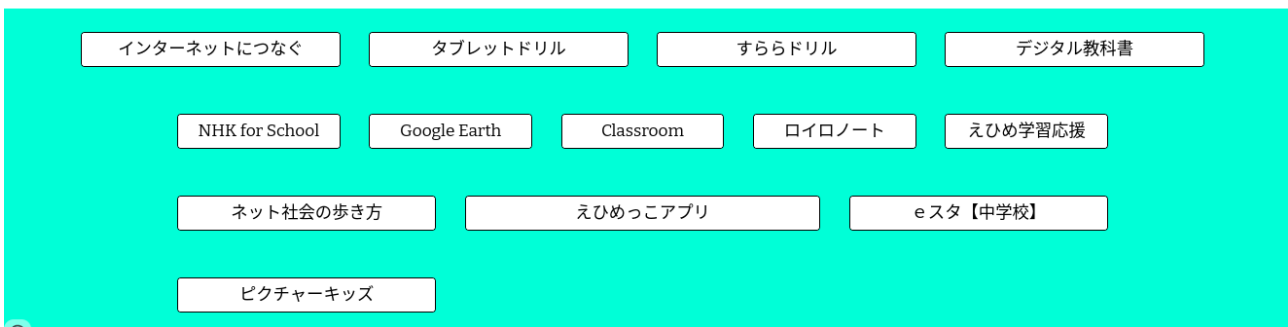 インターネットにつなぐ タブレットドリル すららドリル デジタル教科書
NHK for School Google Earth Classroom ロイロノート えひめ学習応援
ネット社会の歩き方 えひめっこアプリ eスタ【中学校】
ピクチャーキッズ